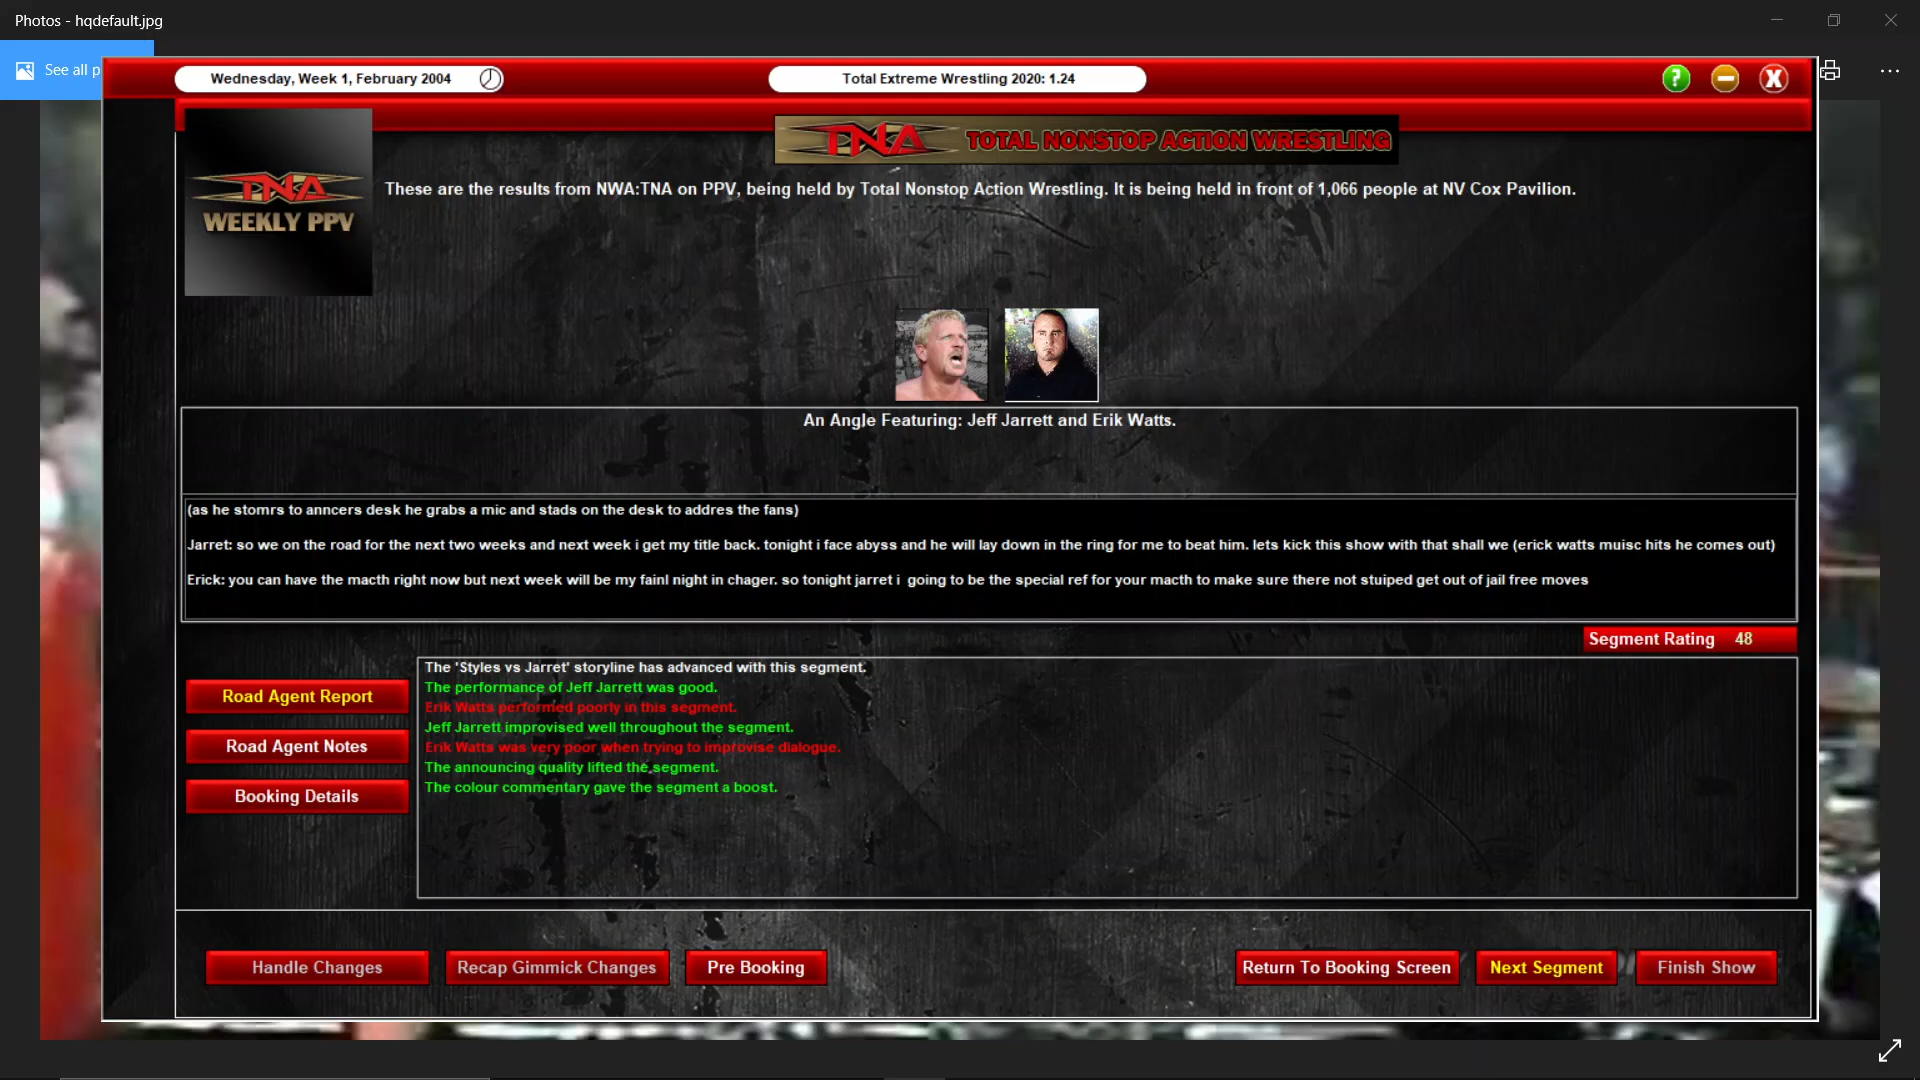 Photos - hqdefault.jpg
See all p
Wednesday, Week 1, February 2004
Total Extreme Wrestling 2020: 1.24
?
X
TNA TOTAL NONSTOP ACTION WRESTLING
TNA
WEEKLY PPV
These are the results from NWA:TNA on PPV, being held by Total Nonstop Action Wrestling. It is being held in front of 1,066 people at NV Cox Pavilion.
An Angle Featuring: Jeff Jarrett and Erik Watts.
(as he stomrs to anncers desk he grabs a mic and stads on the desk to addres the fans)
Jarret: so we on the road for the next two weeks and next week i get my title back. tonight i face abyss and he will lay down in the ring for me to beat him. lets kick this show with that shall we (erick watts muisc hits he comes out)
Erick: you can have the macth right now but next week will be my fainl night in chager. so tonight jarret i going to be the special ref for your macth to make sure there not stuiped get out of jail free moves
Segment Rating 48
The 'Styles vs Jarret' storyline has advanced with this segment.
The performance of Jeff Jarrett was good.
Erik Watts performed poorly in this segment.
Jeff Jarrett improvised well throughout the segment.
Erik Watts was very poor when trying to improvise dialogue.
The announcing quality lifted the segment.
The colour commentary gave the segment a boost.
Road Agent Report
Road Agent Notes
Booking Details
Handle Changes
Recap Gimmick Changes
Pre Booking
Return To Booking Screen
Next Segment
Finish Show